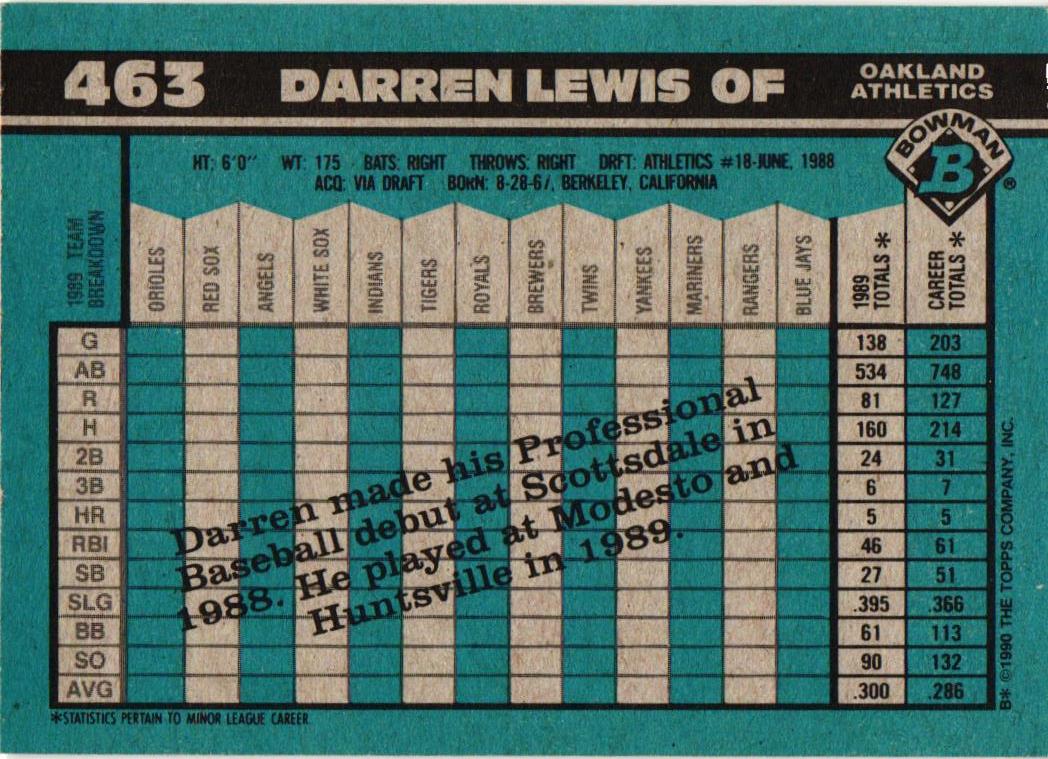 463 DARREN LEWIS OF OAKLAND ATHLETICS
BOWMAN
B
®
HT: 6'0" WT: 175 BATS: RIGHT THROWS: RIGHT DRFT: ATHLETICS #18-JUNE, 1988
ACQ: VIA DRAFT BORN: 8-28-67, BERKELEY, CALIFORNIA
1989 TEAM BREAKDOWN ORIOLES RED SOX ANGELS WHITE SOX INDIANS TIGERS ROYALS BREWERS TWINS YANKEES MARINERS RANGERS BLUE JAYS 1989 TOTALS * CAREER TOTALS *
G 138 203
AB 534 748
R 81 127
H 160 214
2B 24 31
3B 6 7
HR 5 5
RBI 46 61
SB 27 51
SLG .395 .366
BB 61 113
SO 90 132
AVG .300 .286
Darren made his Professional
Baseball debut at Scottsdale in
1988. He played at Modesto and
Huntsville in 1989.
*STATISTICS PERTAIN TO MINOR LEAGUE CAREER
B* ©1990 THE TOPPS COMPANY, INC.